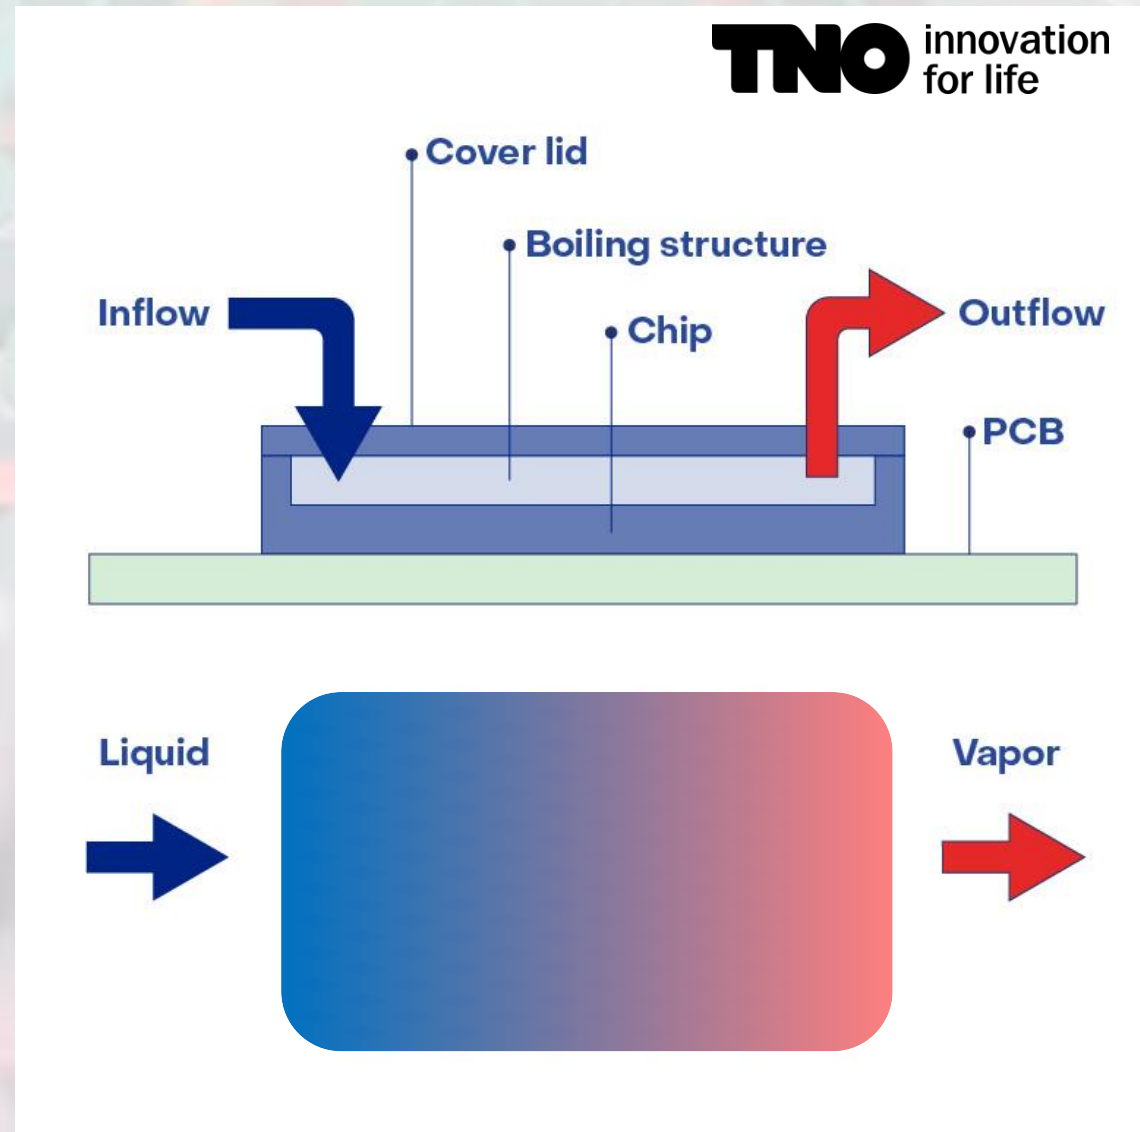 TNO innovation
for life
Cover lid
Boiling structure
Inflow
Chip
Outflow
PCB
Liquid
Vapor